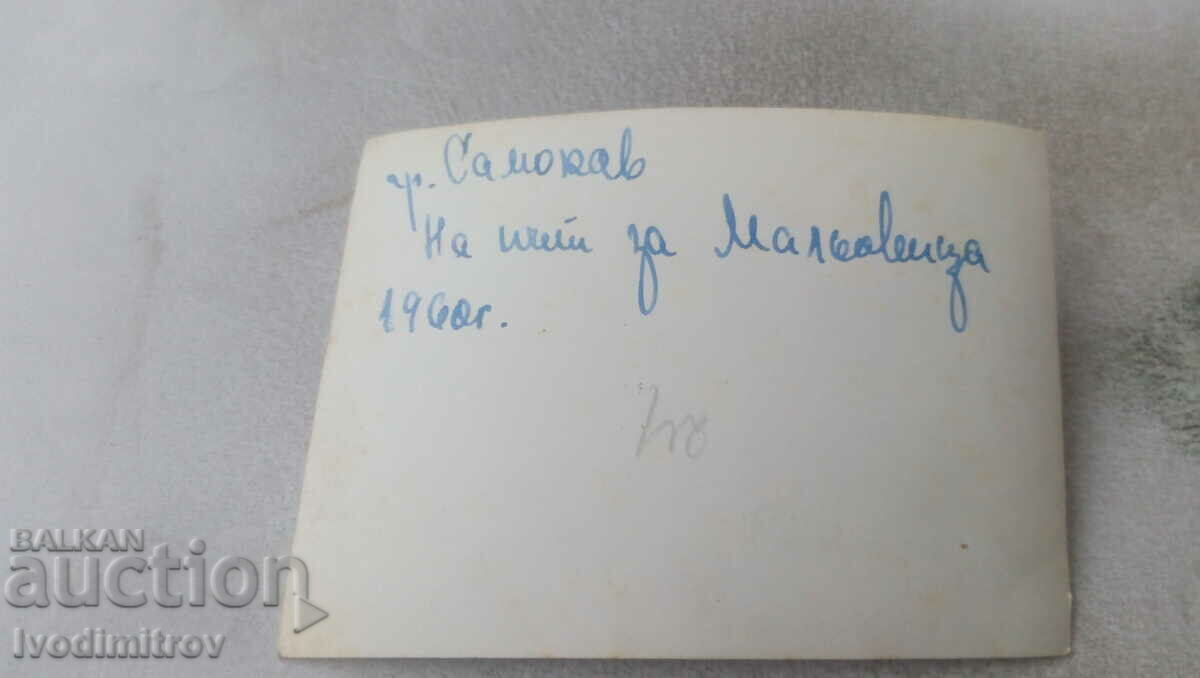 гр. Самоков
На път за Мальовица
1960г.
BALKAN
auction
Ivodimitrov